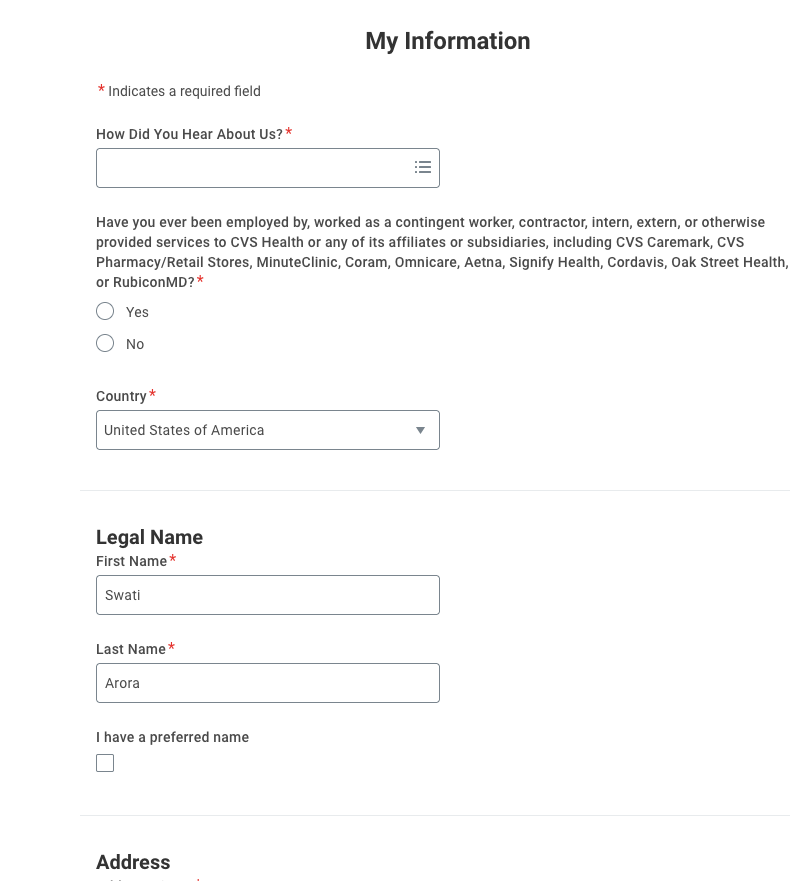 My Information
* Indicates a required field
How Did You Hear About Us?*
Have you ever been employed by, worked as a contingent worker, contractor, intern, extern, or otherwise
provided services to CVS Health or any of its affiliates or subsidiaries, including CVS Caremark, CVS
Pharmacy/Retail Stores, MinuteClinic, Coram, Omnicare, Aetna, Signify Health, Cordavis, Oak Street Health,
or RubiconMD?*
Yes
No
Country*
United States of America
Legal Name
First Name*
Swati
Last Name*
Arora
I have a preferred name
Address